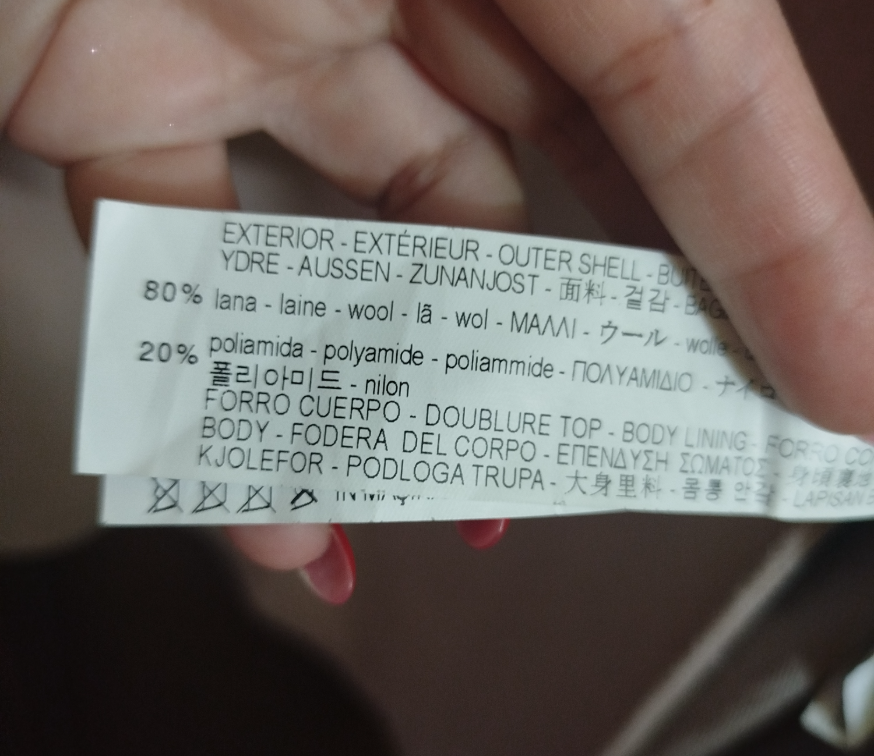 EXTERIOR - EXTÉRIEUR - OUTER SHELL -
YDRE - AUSSEN - ZUNANJOST - 面料 - 겉감 -
80% lana - laine - wool - lã - wol - ΜΑΛΛΙ - ウール - wolle -
20% poliamida - polyamide - poliammide - ΠΟΛΥΑΜΙΔΙΟ -
폴리아미드 - nilon
FORRO CUERPO - DOUBLURE TOP - BODY LINING - FORRO
BODY - FODERA DEL CORPO - ΕΠΕΝΔΥΣΗ ΣΩΜΑΤΟΣ -
KJOLEFOR - PODLOGA TRUPA - 大身里料 - 몸통 안감 - LAPISAN